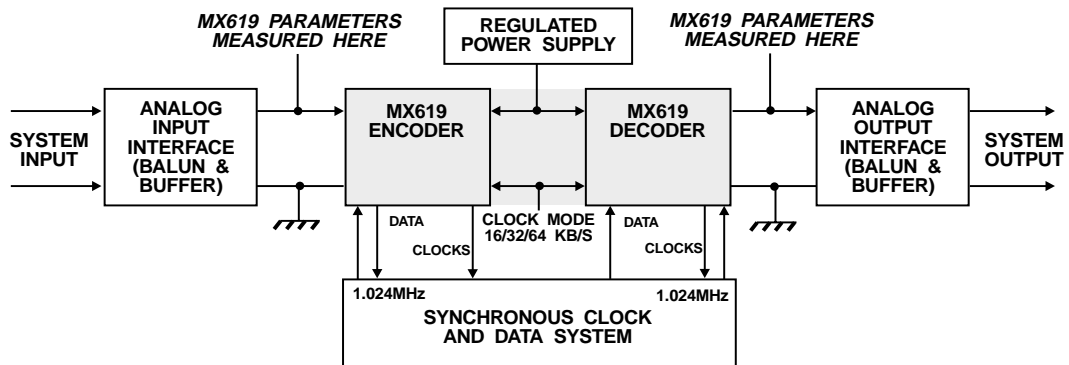 MX619 PARAMETERS
MEASURED HERE
REGULATED
POWER SUPPLY
MX619 PARAMETERS
MEASURED HERE
SYSTEM
INPUT
ANALOG
INPUT
INTERFACE
(BALUN &
BUFFER)
MX619
ENCODER
MX619
DECODER
ANALOG
OUTPUT
INTERFACE
(BALUN &
BUFFER)
SYSTEM
OUTPUT
DATA
CLOCKS
CLOCK MODE
16/32/64 KB/S
DATA
CLOCKS
1.024MHz
1.024MHz
SYNCHRONOUS CLOCK
AND DATA SYSTEM